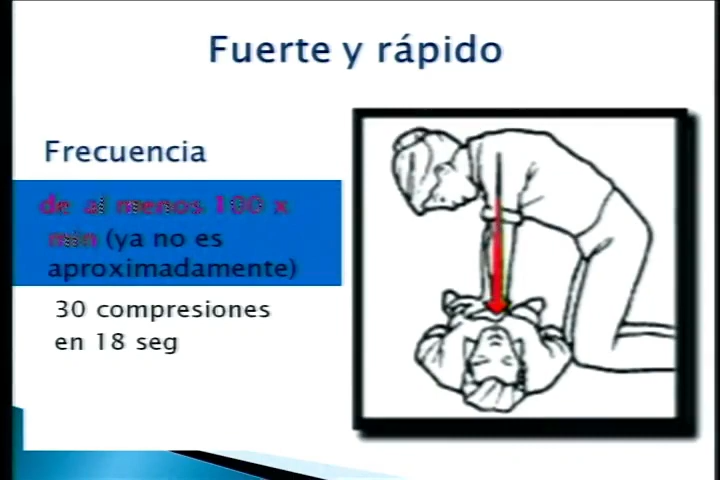 Fuerte y rápido
Frecuencia
de al menos 100 x
min (ya no es
aproximadamente)
30 compresiones
en 18 seg